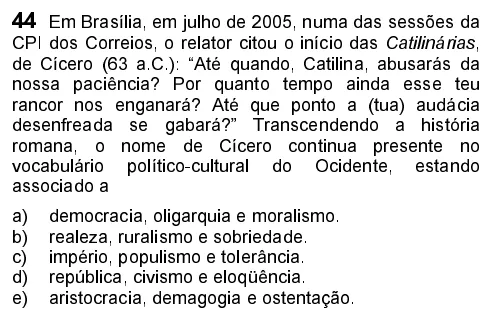 44 Em Brasília, em julho de 2005, numa das sessões da
CPI dos Correios, o relator citou o início das Catilinárias,
de Cícero (63 a.C.): “Até quando, Catilina, abusarás da
nossa paciência? Por quanto tempo ainda esse teu
rancor nos enganará? Até que ponto a (tua) audácia
desenfreada se gabará?” Transcendendo a história
romana, o nome de Cícero continua presente no
vocabulário político-cultural do Ocidente, estando
associado a
a) democracia, oligarquia e moralismo.
b) realeza, ruralismo e sobriedade.
c) império, populismo e tolerância.
d) república, civismo e eloqüência.
e) aristocracia, demagogia e ostentação.